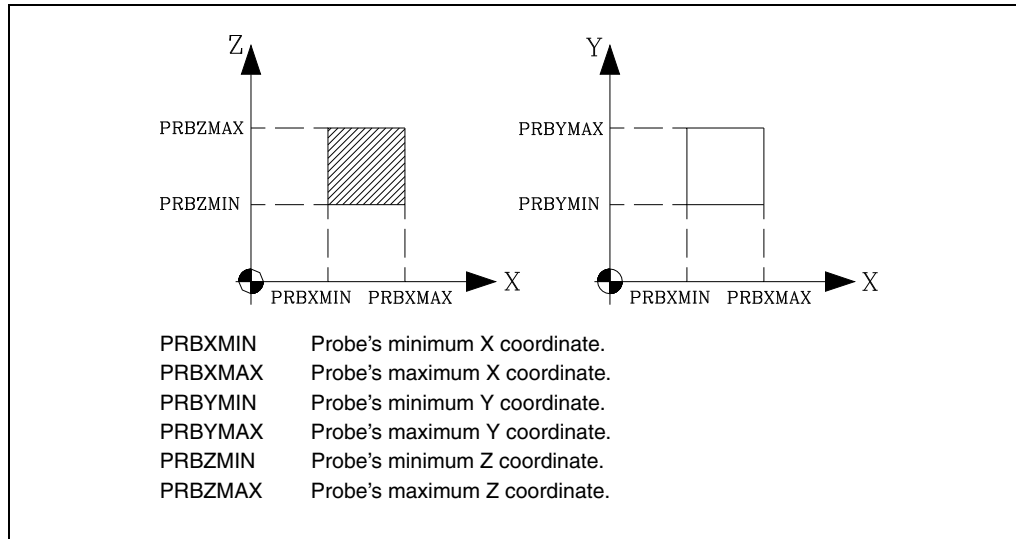 Z
PRBZMAX
PRBZMIN
PRBXMIN PRBXMAX X
Y
PRBYMAX
PRBYMIN
PRBXMIN PRBXMAX X
PRBXMIN Probe's minimum X coordinate.
PRBXMAX Probe's maximum X coordinate.
PRBYMIN Probe's minimum Y coordinate.
PRBYMAX Probe's maximum Y coordinate.
PRBZMIN Probe's minimum Z coordinate.
PRBZMAX Probe's maximum Z coordinate.